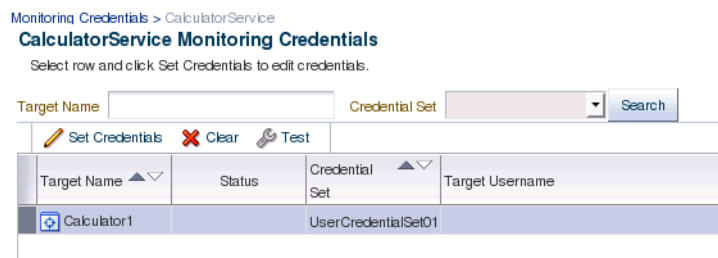 Monitoring Credentials > CalculatorService
CalculatorService Monitoring Credentials
Select row and click Set Credentials to edit credentials.
Target Name Credential Set Search
Set Credentials Clear Test
Target Name Status Credential Set Target Username
Calculator1 UserCredentialSet01